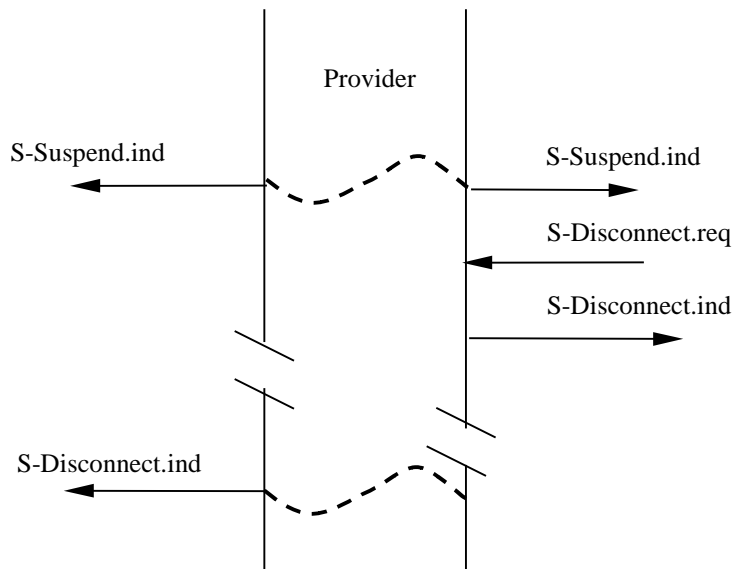 Provider
S-Suspend.ind
S-Suspend.ind
S-Disconnect.req
S-Disconnect.ind
S-Disconnect.ind